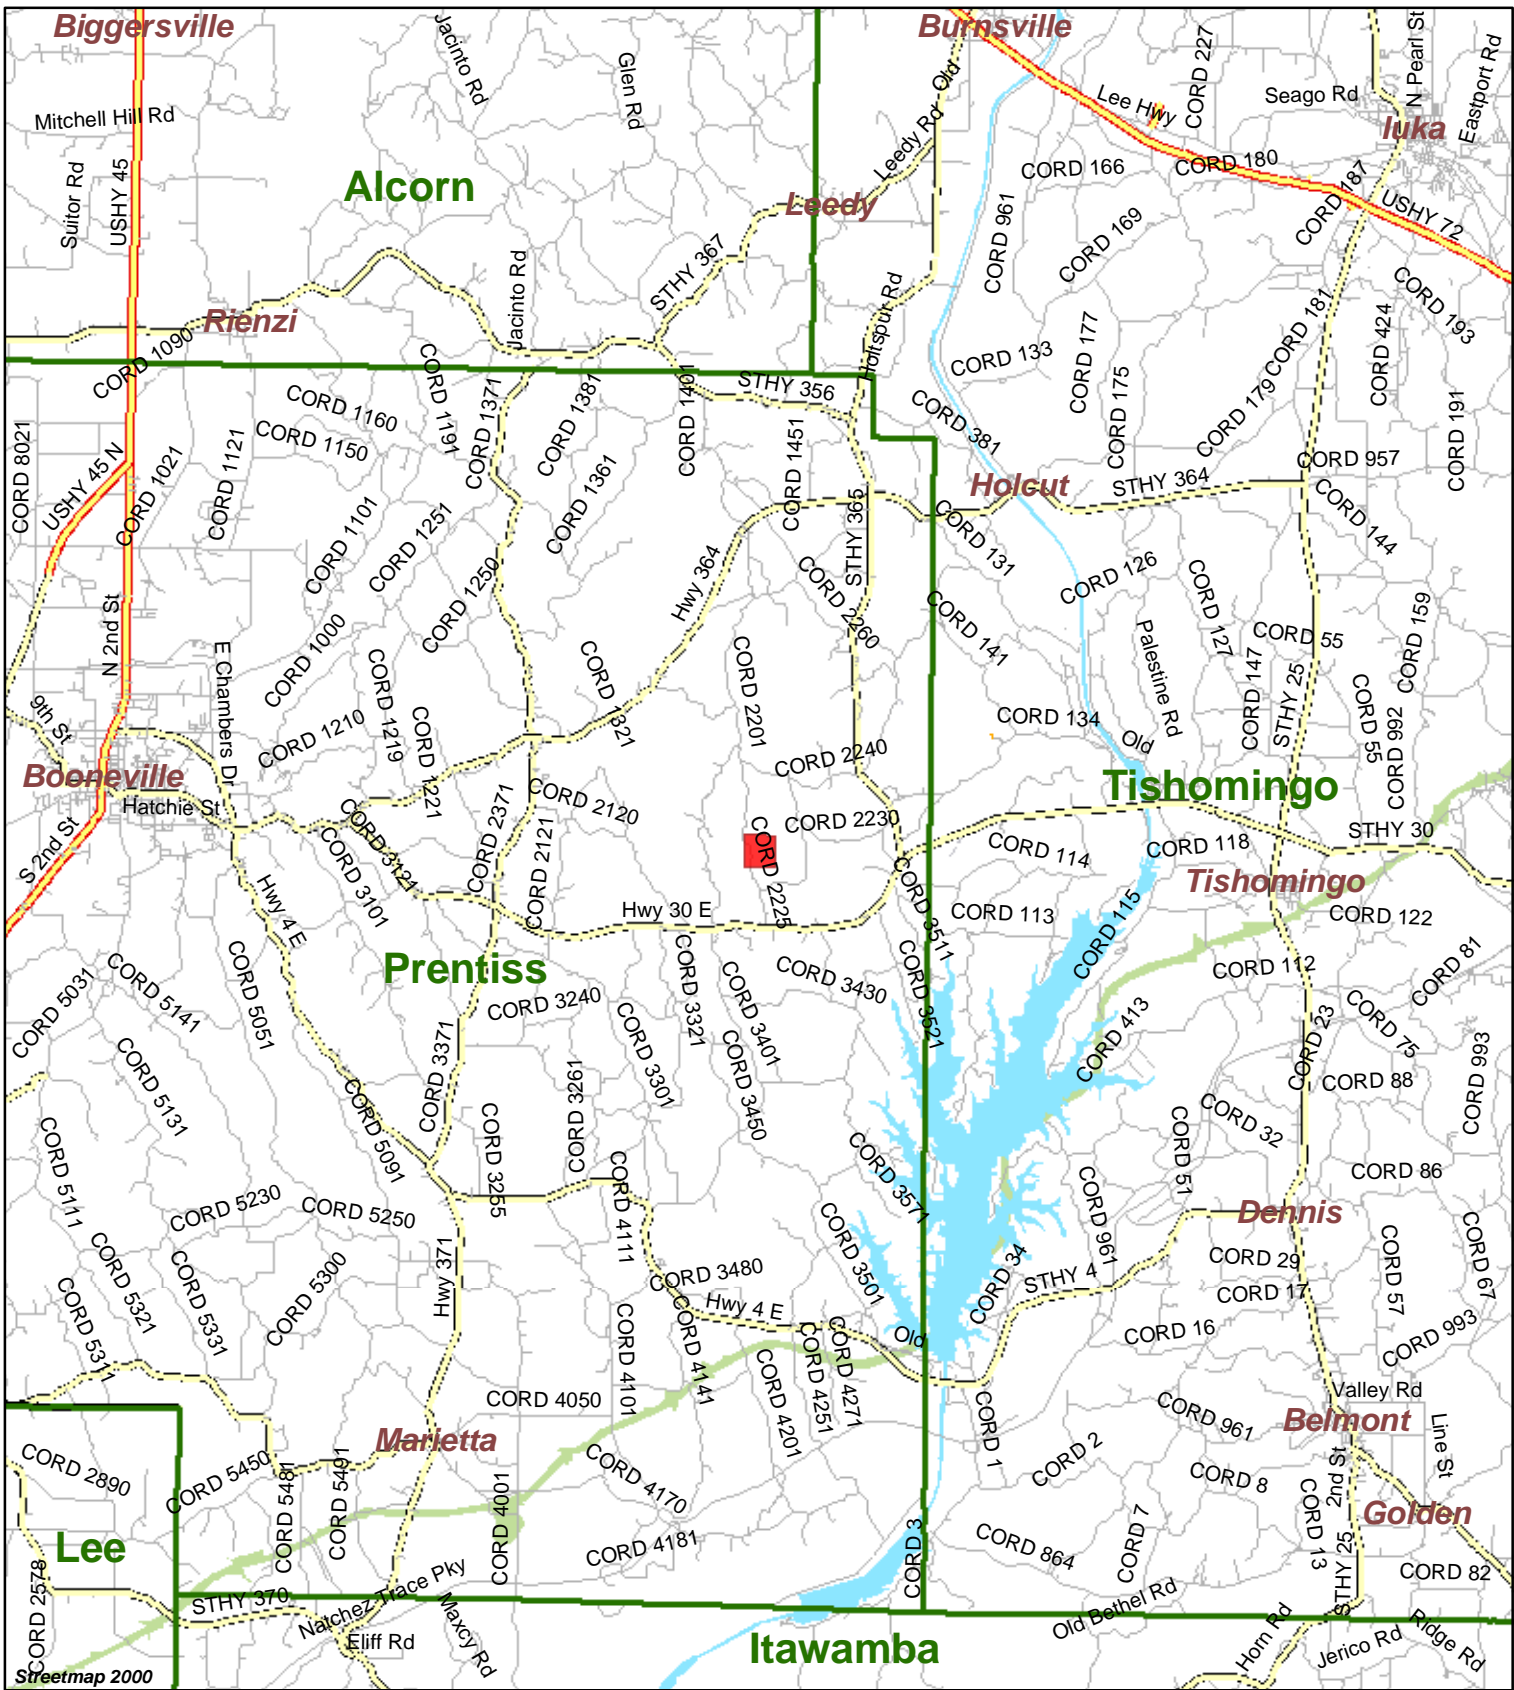 Biggersville
Burnsville
Jacinto Rd
Glen Rd
Old
Lee Hwy
CORD 227
Seago Rd
N Pearl St
Eastport Rd
Mitchell Hill Rd
Iuka
Leedy Rd
Suitor Rd
USHY 45
Alcorn
CORD 166
CORD 180
CORD 187
USHY 72
Leedy
CORD 961
CORD 169
STHY 367
Jacinto Rd
Holtsput Rd
CORD 193
Rienzi
CORD 1090
CORD 133
CORD 177
CORD 181
CORD 424
CORD 1160
CORD 1191
CORD 1371
CORD 1381
CORD 1401
STHY 356
CORD 381
CORD 175
CORD 179
CORD 191
CORD 8021
USHY 45 N
CORD 1021
CORD 1121
CORD 1150
CORD 1361
CORD 1451
CORD 957
Holcut
STHY 364
CORD 144
CORD 1101
CORD 1251
CORD 1250
Hwy 364
STHY 365
CORD 131
CORD 2260
CORD 126
CORD 127
CORD 159
CORD 141
CORD 55
N 2nd St
CORD 1000
E Chambers Dr
CORD 1219
CORD 1321
CORD 2201
Palestine Rd
CORD 147
STHY 25
CORD 55
CORD 992
9th St
CORD 1210
CORD 1221
CORD 134
Old
CORD 2240
Booneville
Hatchie St
Tishomingo
CORD 2120
CORD 2371
CORD 2121
CORD 2230
CORD 2225
STHY 30
S 2nd St
CORD 3121
CORD 3101
CORD 114
CORD 118
Tishomingo
Hwy 4 E
Hwy 30 E
CORD 3511
CORD 113
CORD 115
CORD 122
CORD 5031
CORD 5141
CORD 5051
Prentiss
CORD 3321
CORD 3401
CORD 3430
CORD 3521
CORD 112
CORD 81
CORD 3240
CORD 3371
CORD 3301
CORD 3450
CORD 413
CORD 23
CORD 75
CORD 993
CORD 5131
CORD 88
CORD 5091
CORD 3255
CORD 3261
CORD 32
CORD 51
CORD 5111
CORD 3571
CORD 86
CORD 5230
CORD 5250
CORD 4111
CORD 3501
CORD 961
Dennis
CORD 5321
CORD 5331
CORD 5300
Hwy 371
CORD 3480
CORD 34
STHY 4
CORD 29
CORD 17
CORD 57
CORD 67
CORD 5311
Hwy 4 E
Old
CORD 16
CORD 993
CORD 4101
CORD 4141
CORD 4201
CORD 4251
CORD 4271
CORD 4050
Valley Rd
CORD 1
CORD 961
Belmont
Line St
Marietta
CORD 2890
CORD 5450
CORD 5481
CORD 5491
CORD 4001
CORD 4170
CORD 2
CORD 8
2nd St
CORD 13
Golden
Lee
CORD 4181
CORD 3
CORD 864
CORD 7
CORD 82
CORD 2578
STHY 370
Natchez Trace Pky
Maxcy Rd
Eliff Rd
Old Bethel Rd
STHY 25
Itawamba
Horn Rd
Jerico Rd
Ridge Rd
Streetmap 2000